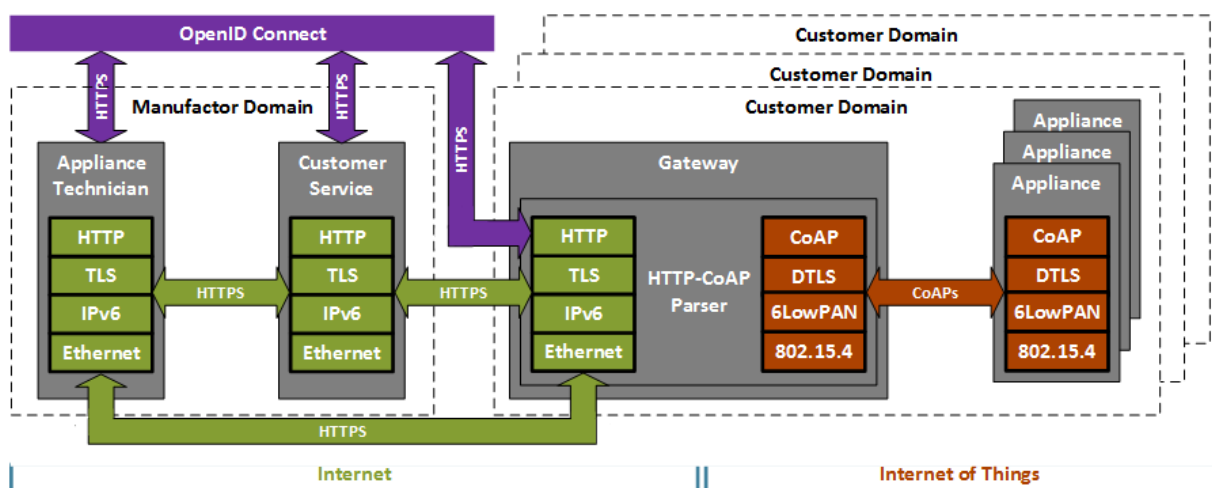 OpenID Connect
Customer Domain
Customer Domain
Customer Domain
Manufactor Domain
HTTPS
HTTPS
HTTPS
Appliance
Technician
HTTP
TLS
IPv6
Ethernet
Customer
Service
HTTP
TLS
IPv6
Ethernet
Gateway
HTTP
TLS
IPv6
Ethernet
HTTP-CoAP
Parser
CoAP
DTLS
6LowPAN
802.15.4
Appliance
Appliance
Appliance
CoAP
DTLS
6LowPAN
802.15.4
HTTPS
HTTPS
CoAPs
HTTPS
Internet
Internet of Things